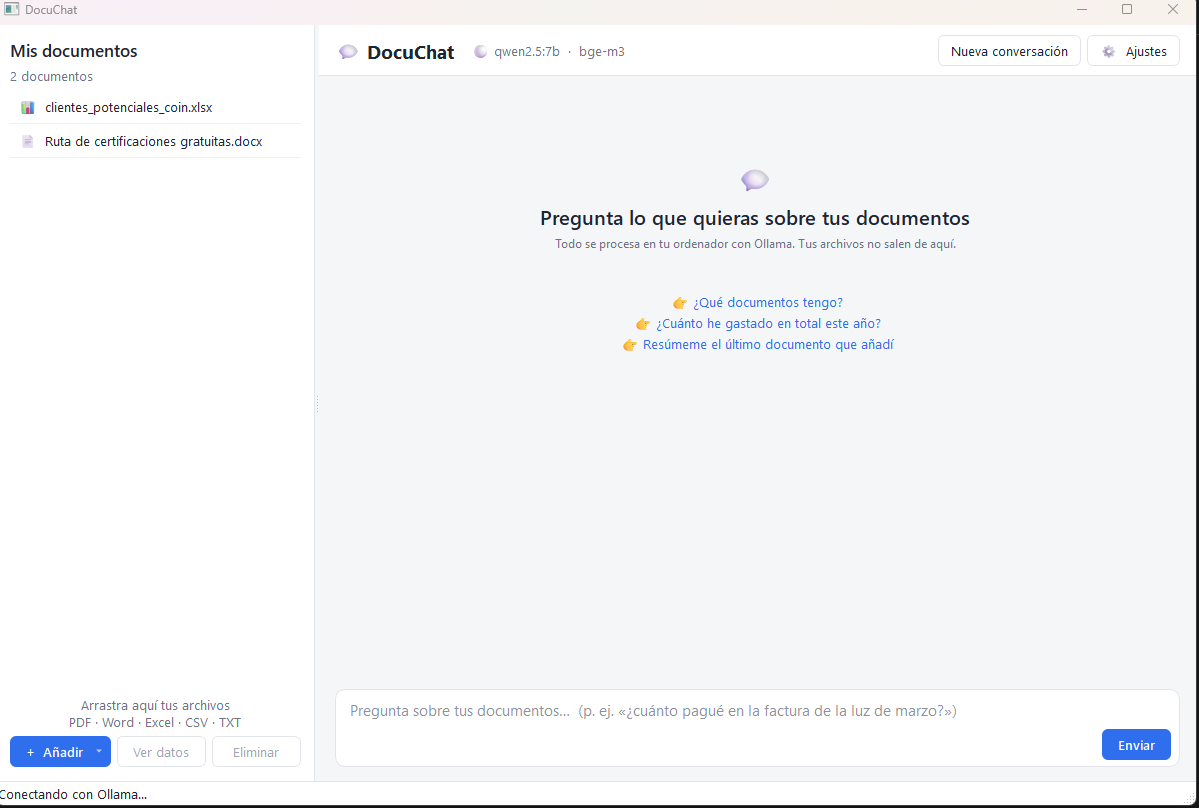 DocuChat
Mis documentos
2 documentos
clientes_potenciales_coin.xlsx
Ruta de certificaciones gratuitas.docx
Arrastra aquí tus archivos
PDF · Word · Excel · CSV · TXT
+ Añadir
Ver datos
Eliminar
DocuChat
qwen2.5:7b · bge-m3
Nueva conversación
Ajustes
Pregunta lo que quieras sobre tus documentos
Todo se procesa en tu ordenador con Ollama. Tus archivos no salen de aquí.
¿Qué documentos tengo?
¿Cuánto he gastado en total este año?
Resúmeme el último documento que añadí
Pregunta sobre tus documentos... (p. ej. «¿cuánto pagué en la factura de la luz de marzo?»)
Enviar
Conectando con Ollama...